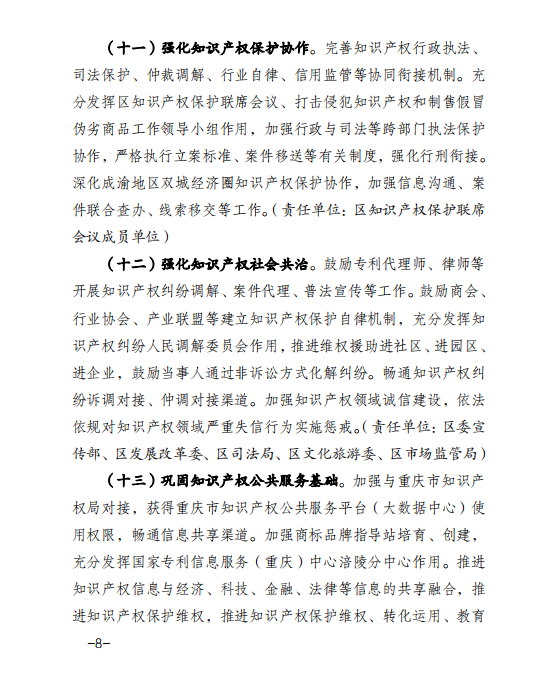 （十一）强化知识产权保护协作。完善知识产权行政执法、
司法保护、仲裁调解、行业自律、信用监管等协同衔接机制。充
分发挥区知识产权保护联席会议、打击侵犯知识产权和制售假冒
伪劣商品工作领导小组作用，加强行政与司法等跨部门执法保护
协作，严格执行立案标准、案件移送等有关制度，强化行刑衔接。
深化成渝地区双城经济圈知识产权保护协作，加强信息沟通、案
件联合查办、线索移交等工作。（责任单位：区知识产权保护联席
会议成员单位）
（十二）强化知识产权社会共治。鼓励专利代理师、律师等
开展知识产权纠纷调解、案件代理、普法宣传等工作。鼓励商会、
行业协会、产业联盟等建立知识产权保护自律机制，充分发挥知
识产权纠纷人民调解委员会作用，推进维权援助进社区、进园区、
进企业，鼓励当事人通过非诉讼方式化解纠纷。畅通知识产权纠
纷诉调对接、仲调对接渠道。加强知识产权领域诚信建设，依法
依规对知识产权领域严重失信行为实施惩戒。（责任单位：区委宣
传部、区发展改革委、区司法局、区文化旅游委、区市场监管局）
（十三）巩固知识产权公共服务基础。加强与重庆市知识产
权局对接，获得重庆市知识产权公共服务平台（大数据中心）使
用权限，畅通信息共享渠道。加强商标品牌指导站培育、创建，
充分发挥国家专利信息服务（重庆）中心涪陵分中心作用。推进
知识产权信息与经济、科技、金融、法律等信息的共享融合，推
进知识产权保护维权，推进知识产权保护维权、转化运用、教育
-8-